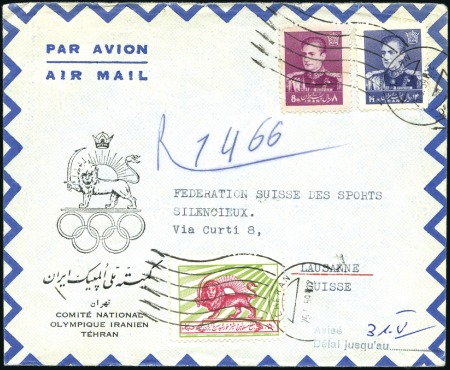 PAR AVION
AIR MAIL
R 1466
FEDERATION SUISSE DES SPORTS
SILENCIEUX.
Via Curti 8,
LAUSANNE
SUISSE
کمیته ملی المپیک ایران
تهران
COMITÉ NATIONAL
OLYMPIQUE IRANIEN
TÉHRAN
Avisé
31.V
Délai jusqu'au